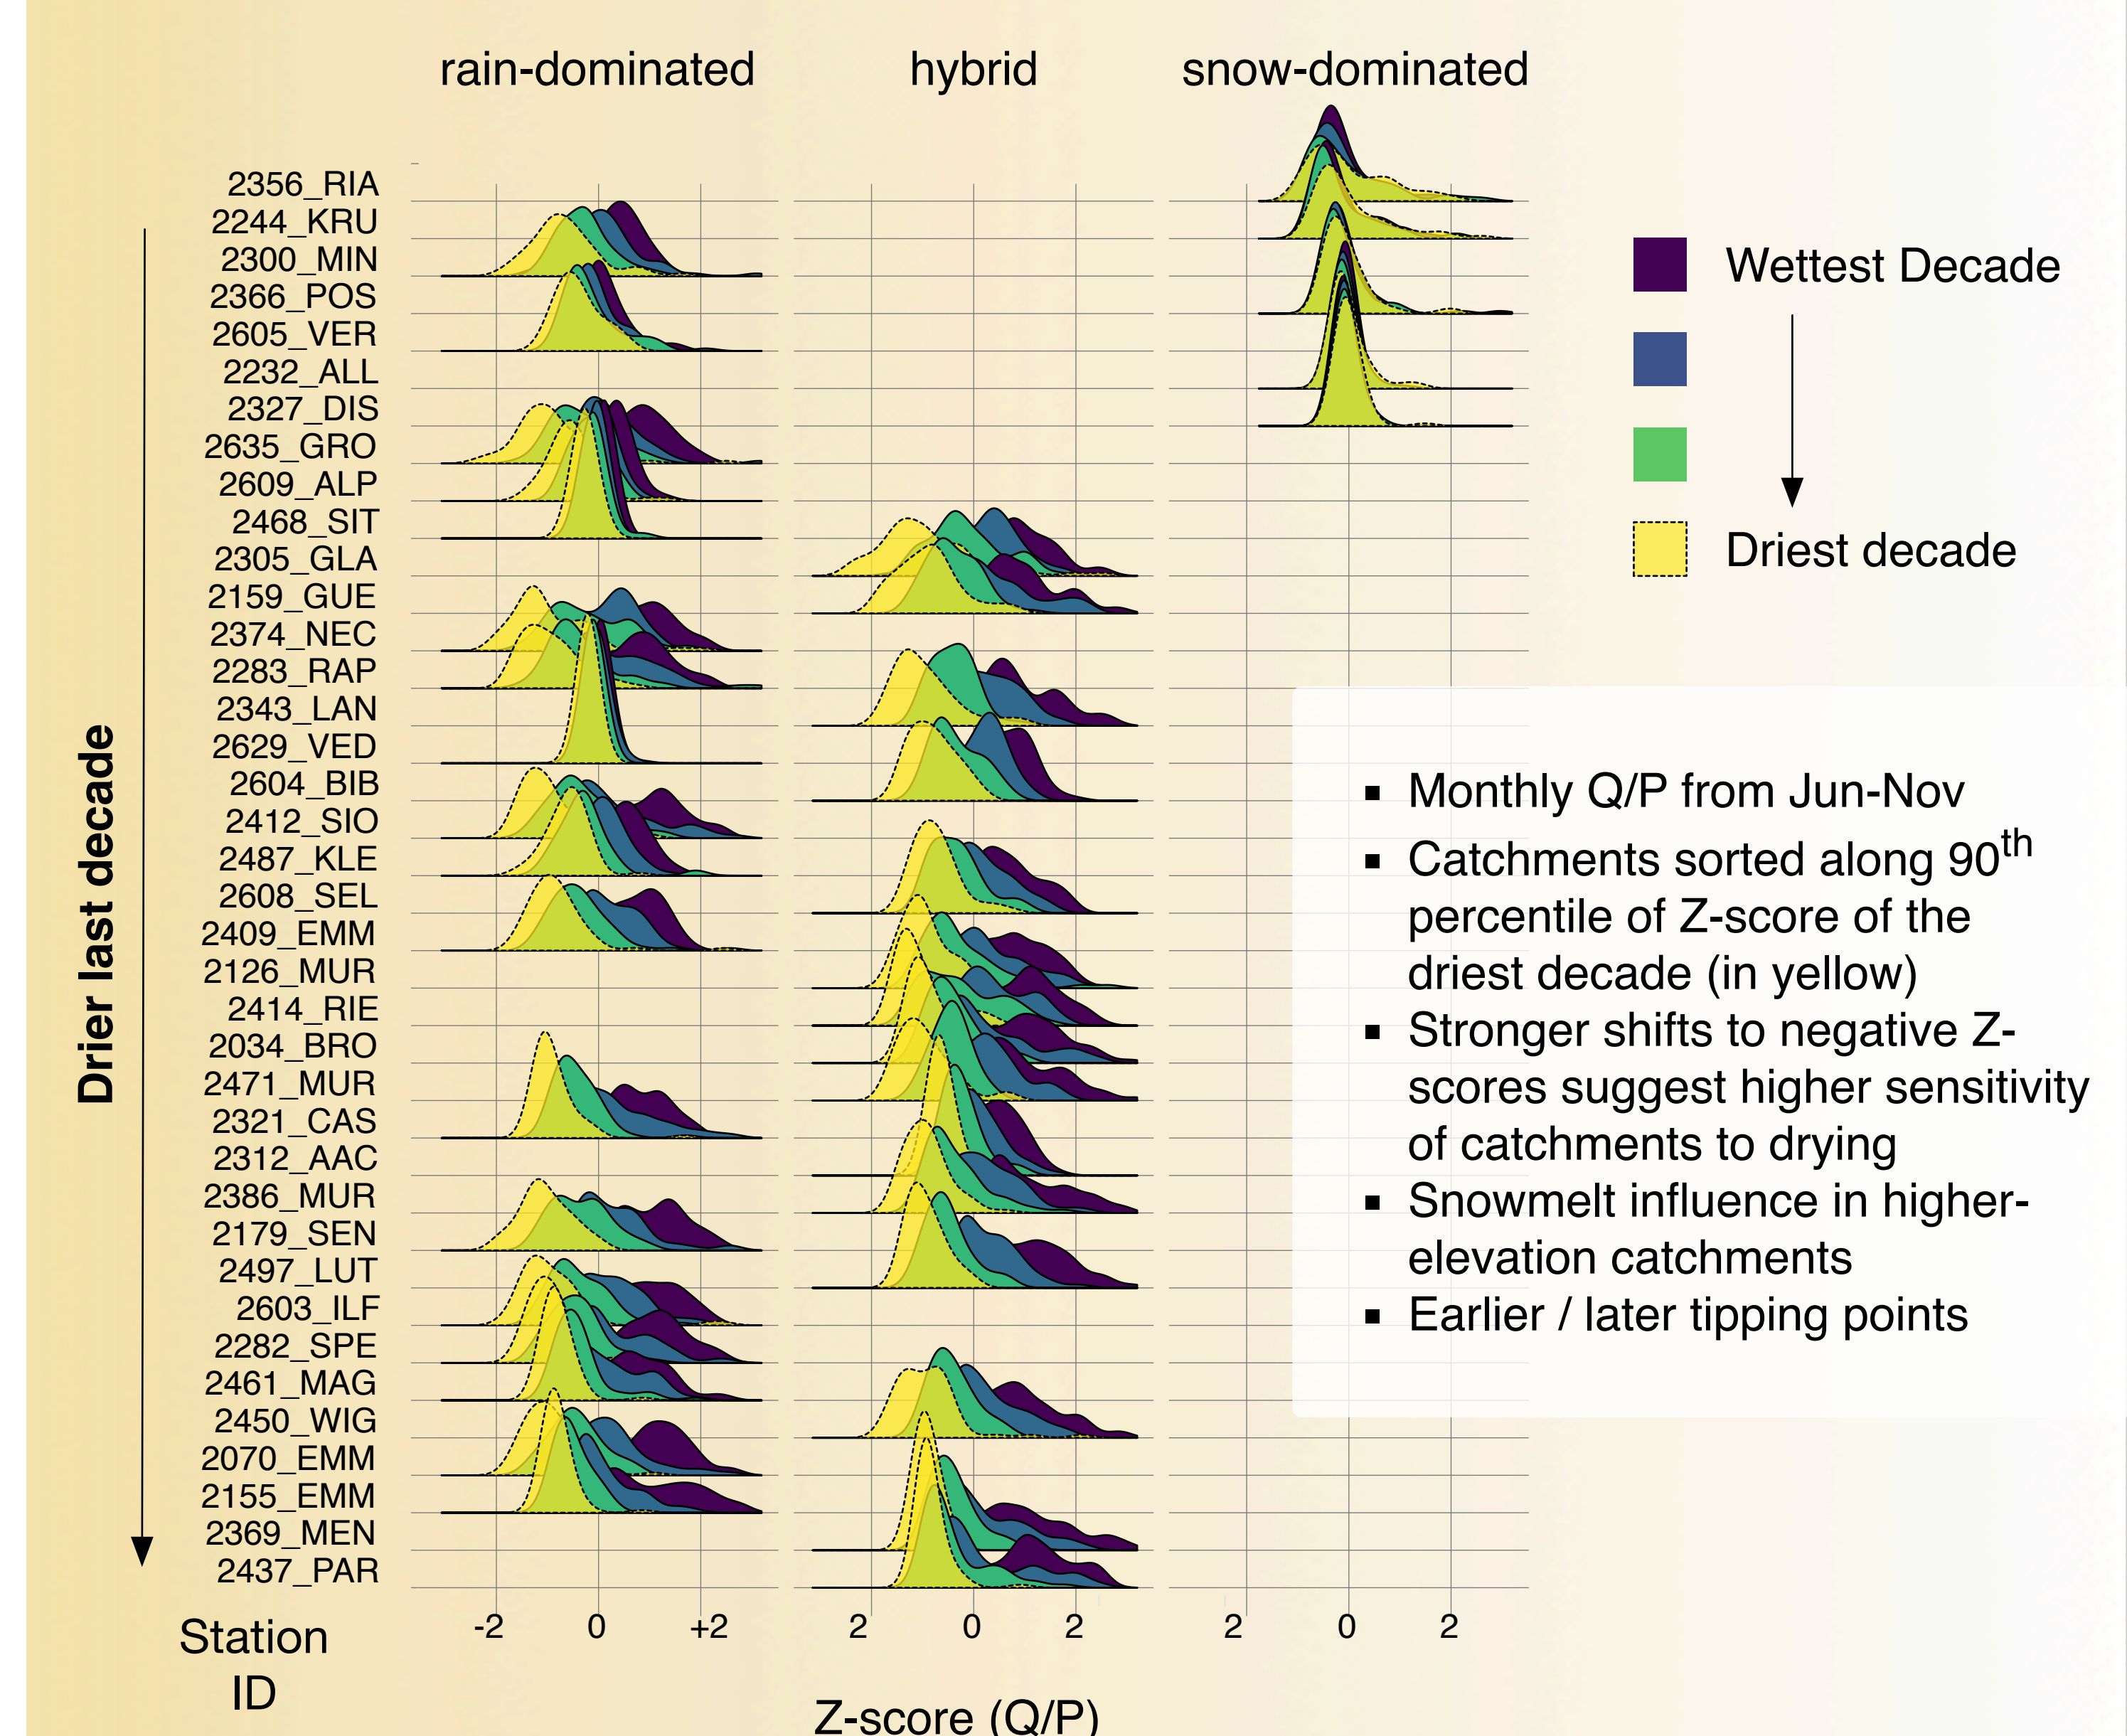 rain-dominated
hybrid
snow-dominated
2356_RIA
2244_KRU
2300_MIN
2366_POS
2605_VER
2232_ALL
2327_DIS
2635_GRO
2609_ALP
2468_SIT
2305_GLA
2159_GUE
2374_NEC
2283_RAP
2343_LAN
2629_VED
2604_BIB
2412_SIO
2487_KLE
2608_SEL
2409_EMM
2126_MUR
2414_RIE
2034_BRO
2471_MUR
2321_CAS
2312_AAC
2386_MUR
2179_SEN
2497_LUT
2603_ILF
2282_SPE
2461_MAG
2450_WIG
2070_EMM
2155_EMM
2369_MEN
2437_PAR
Drier last decade
Station
ID
-2 0 +2
2 0 2
2 0 2
Z-score (Q/P)
Wettest Decade
Driest decade
▪ Monthly Q/P from Jun-Nov
▪ Catchments sorted along 90th
percentile of Z-score of the
driest decade (in yellow)
▪ Stronger shifts to negative Z-
scores suggest higher sensitivity
of catchments to drying
▪ Snowmelt influence in higher-
elevation catchments
▪ Earlier / later tipping points